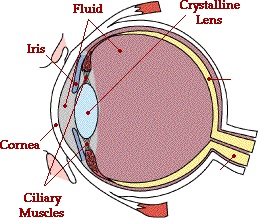 Fluid
Crystalline
Lens
Iris
Cornea
Ciliary
Muscles